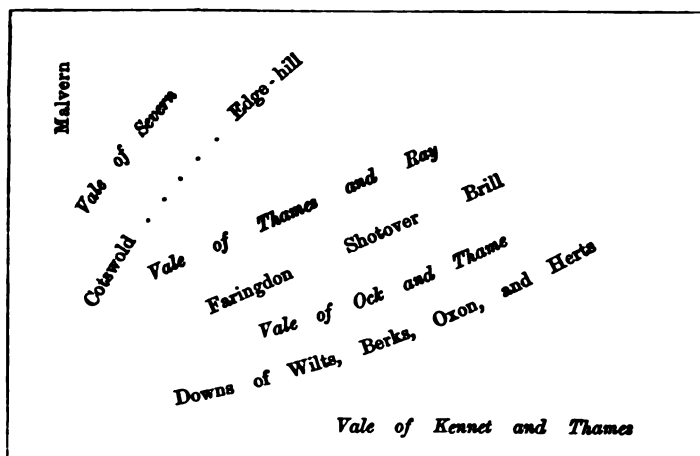 Malvern
Vale of Severn
Cotswold . . . . . Edge-hill
Vale of Thames and Ray
Faringdon Shotover Brill
Vale of Ock and Thame
Downs of Wilts, Berks, Oxon, and Herts
Vale of Kennet and Thames